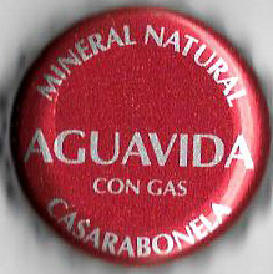 MINERAL NATURAL
AGUAVIDA
CON GAS
CASARABONELA